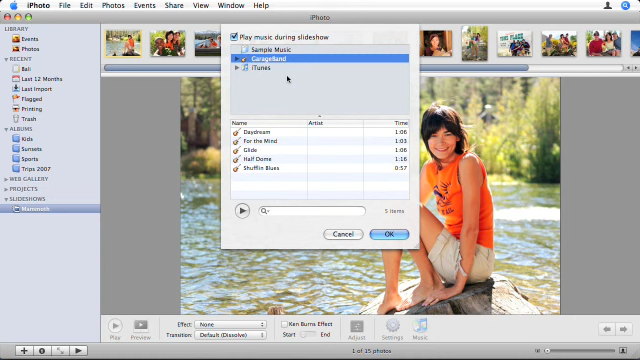 iPhoto File Edit Photos Events Share View Window Help
iPhoto
LIBRARY
Events
Photos
RECENT
Bali
Last 12 Months
Last Import
Flagged
Printing
Trash
ALBUMS
Kids
Sunsets
Sports
Trips 2007
WEB GALLERY
PROJECTS
SLIDESHOWS
Mammoth
Play music during slideshow
Sample Music
GarageBand
iTunes
Name Artist Time
Daydream 1:06
For the Mind 1:03
Glide 1:06
Half Dome 1:16
Shufflin Blues 0:57
5 items
Cancel OK
Play Preview
Effect: None
Transition: Default (Dissolve)
Ken Burns Effect
Start End
Adjust Settings Music
1 of 15 photos